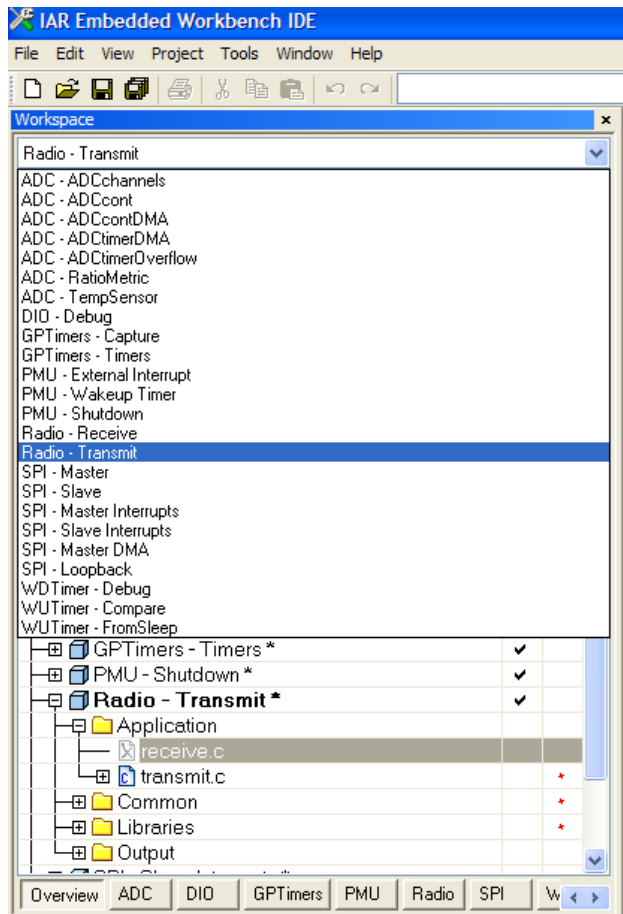 IAR Embedded Workbench IDE
File Edit View Project Tools Window Help
Workspace
Radio - Transmit
ADC - ADCchannels
ADC - ADCcont
ADC - ADCcontDMA
ADC - ADCtimerDMA
ADC - ADCtimerOverflow
ADC - RatioMetric
ADC - TempSensor
DIO - Debug
GPTimers - Capture
GPTimers - Timers
PMU - External Interrupt
PMU - Wakeup Timer
PMU - Shutdown
Radio - Receive
Radio - Transmit
SPI - Master
SPI - Slave
SPI - Master Interrupts
SPI - Slave Interrupts
SPI - Master DMA
SPI - Loopback
WDTimer - Debug
WUTimer - Compare
WUTimer - FromSleep
GPTimers - Timers *
PMU - Shutdown *
Radio - Transmit *
Application
receive.c
transmit.c
Common
Libraries
Output
Overview ADC DIO GPTimers PMU Radio SPI